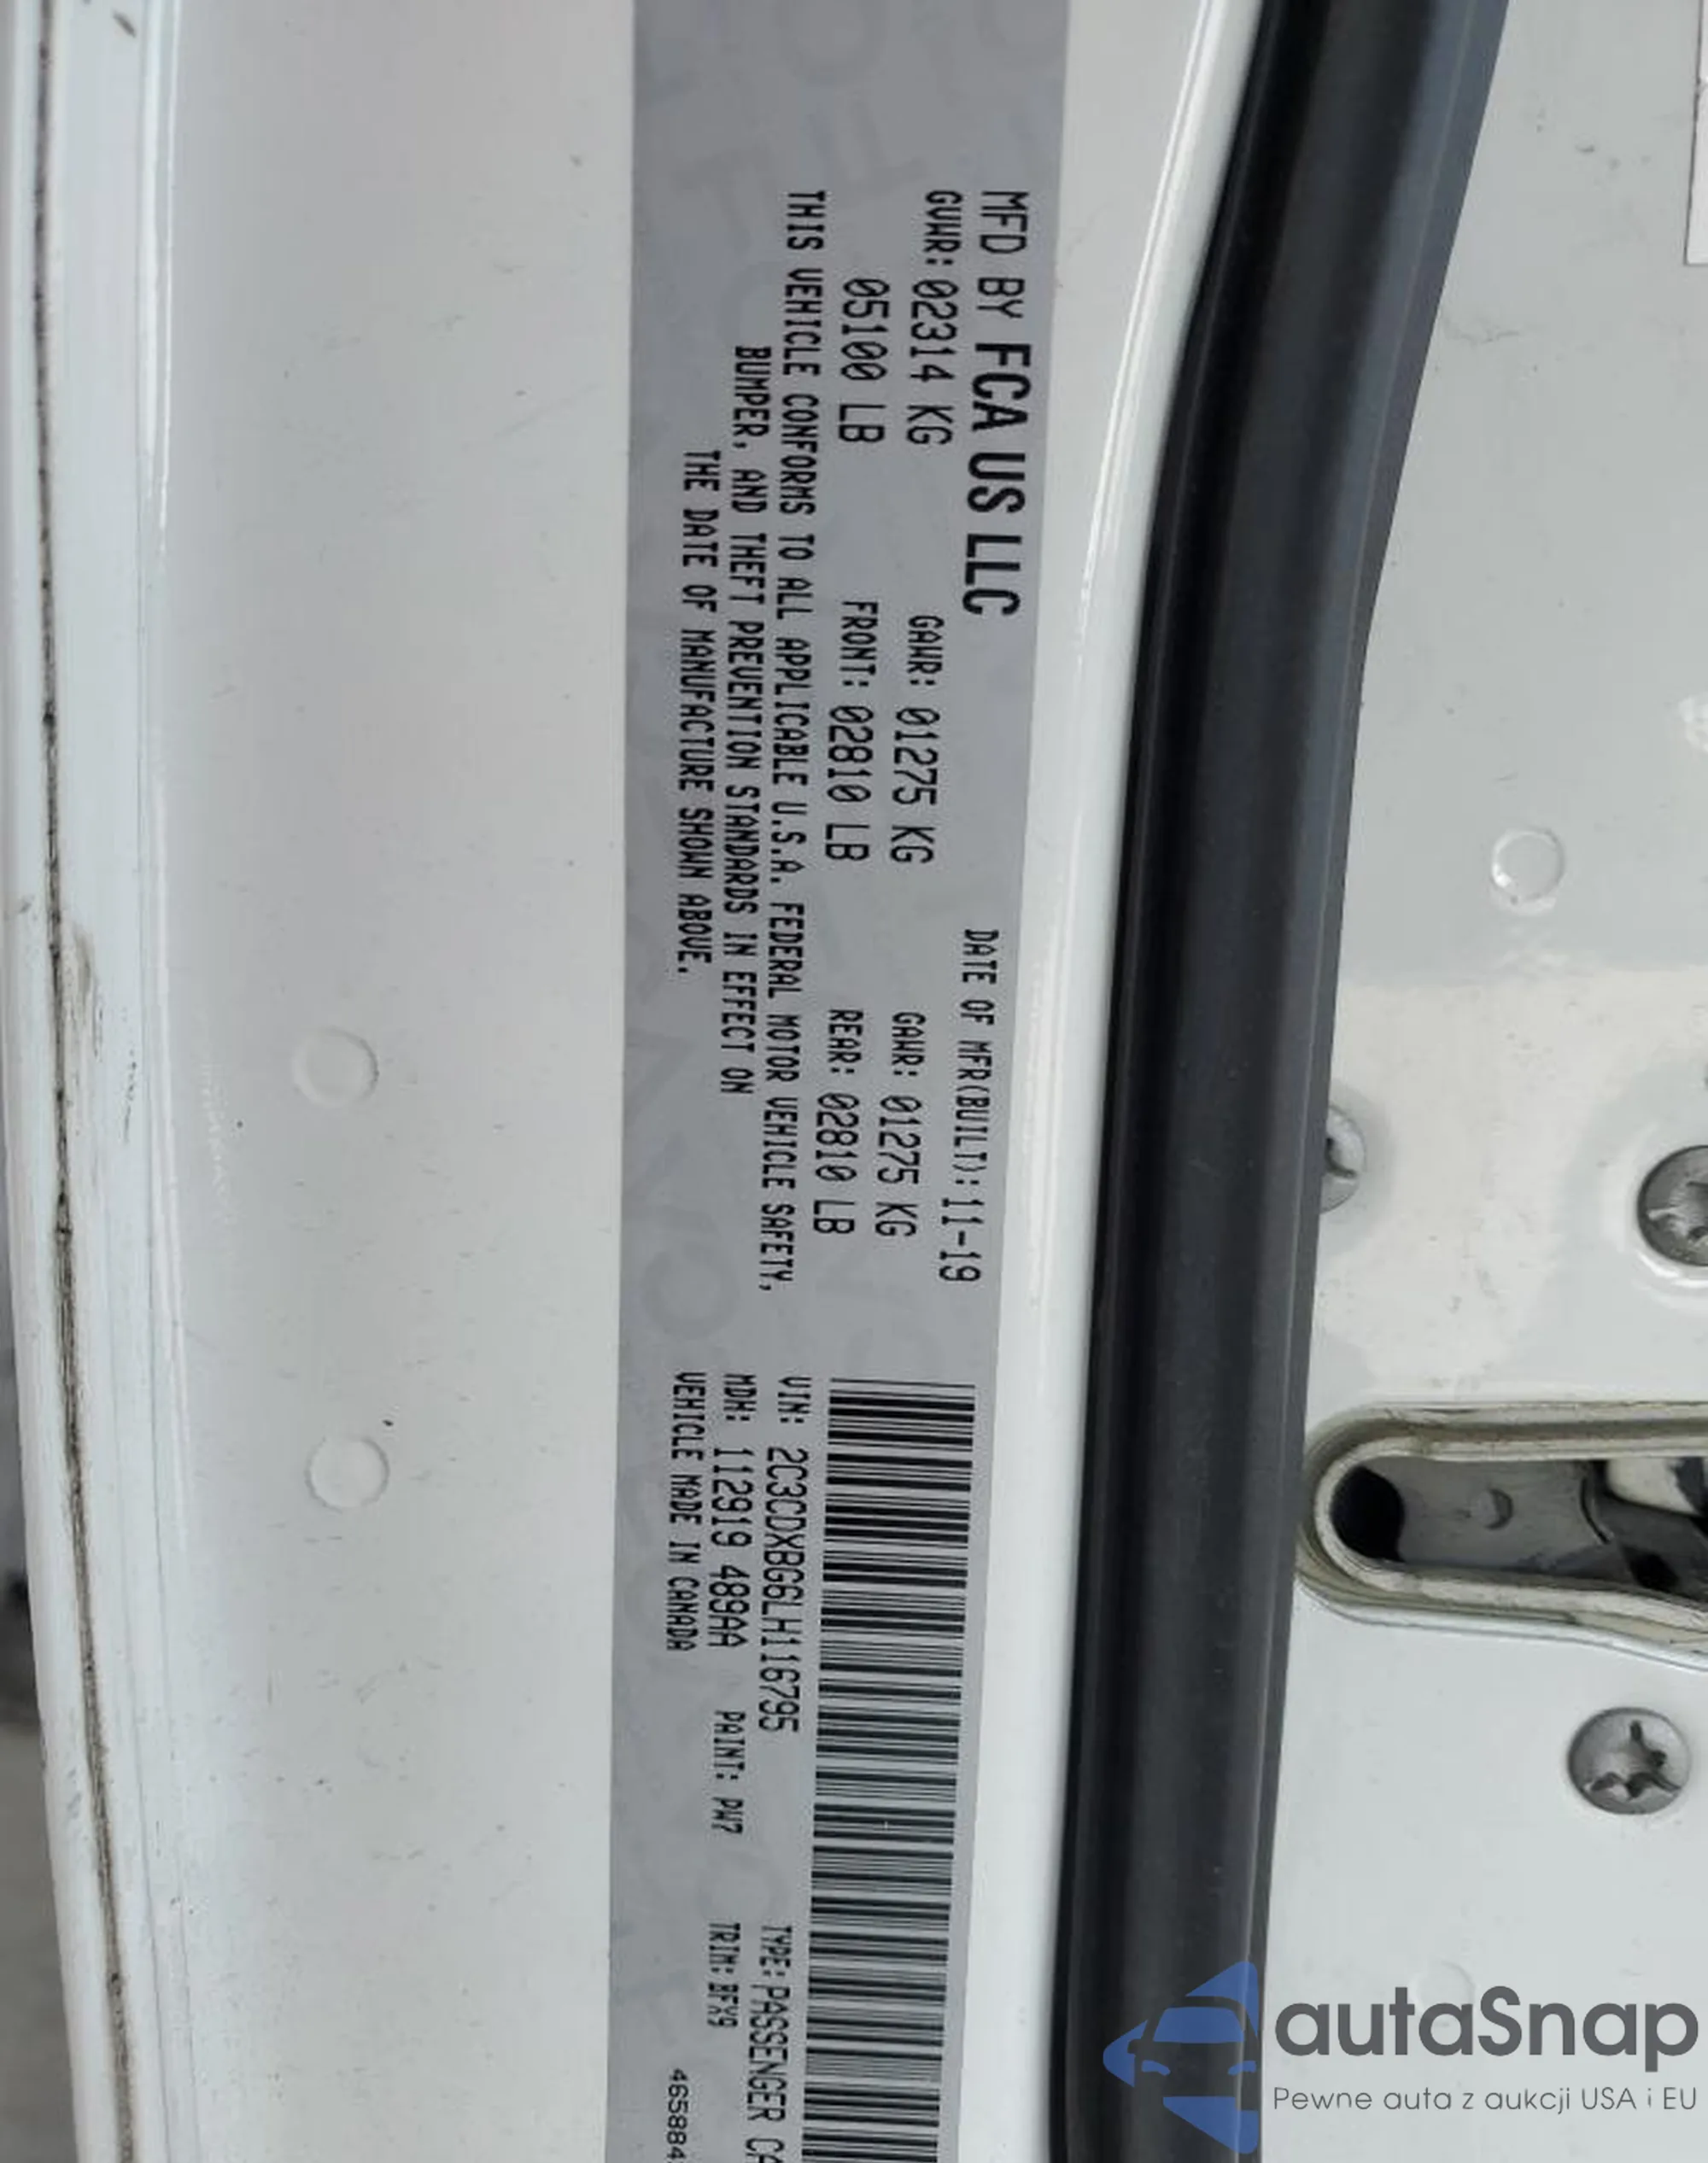 MFD BY FCA US LLC
DATE OF MFR(BUILT): 11-19
GVWR: 02314 KG
GAWR: 01275 KG
GAWR: 01275 KG
05100 LB
FRONT: 02810 LB
REAR: 02810 LB
THIS VEHICLE CONFORMS TO ALL APPLICABLE U.S.A. FEDERAL MOTOR VEHICLE SAFETY,
BUMPER, AND THEFT PREVENTION STANDARDS IN EFFECT ON
THE DATE OF MANUFACTURE SHOWN ABOVE.
VIN: 2C3CDXBG6LH116795
TYPE: PASSENGER CA
MDH: 112919 489AA
PAINT: PW7
TRIM: BFX9
VEHICLE MADE IN CANADA
465884
autaSnap
Pewne auta z aukcji USA i EU